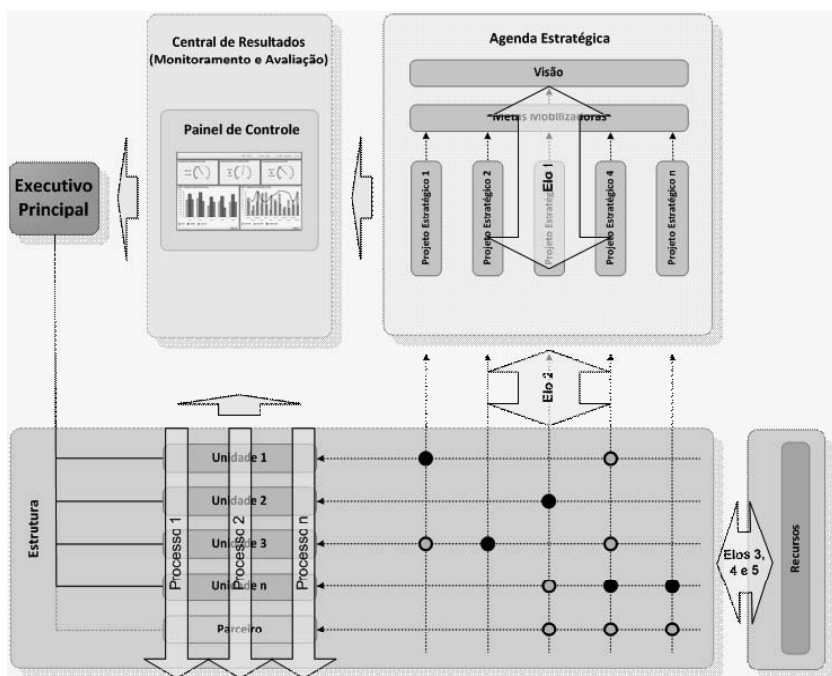 Central de Resultados
(Monitoramento e Avaliação)
Painel de Controle
Executivo
Principal
Agenda Estratégica
Visão
Metas Mobilizadoras
Projeto Estratégico 1
Projeto Estratégico 2
Projeto Estratégic
Elo 1
Projeto Estratégico 4
Projeto Estratégico n
Elo 2
Estrutura
Unidade 1
Unidade 2
Unidade 3
Unidade n
Parceiro
Processo 1
Processo 2
Processo n
Elos 3,
4 e 5
Recursos